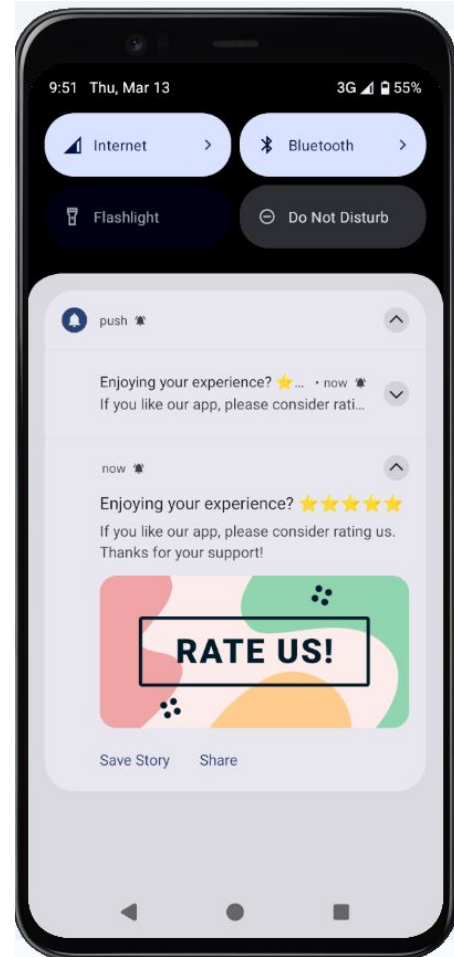 9:51 Thu, Mar 13 3G 55%
Internet Bluetooth
Flashlight Do Not Disturb
push
Enjoying your experience? ⭐... • now
If you like our app, please consider rati...
now
Enjoying your experience? ⭐⭐⭐⭐⭐
If you like our app, please consider rating us.
Thanks for your support!
RATE US!
Save Story Share